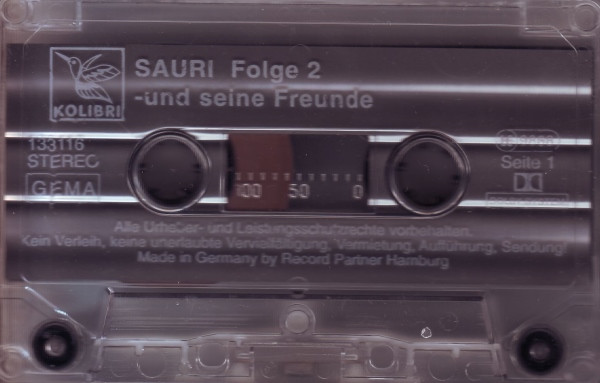 SAURI Folge 2
-und seine Freunde
KOLIBRI
133116
STEREO
GEMA
Seite 1
100 50 0
Alle Urheber- und Leistungsschutzrechte vorbehalten.
Kein Verleih, keine unerlaubte Vervielfältigung, Vermietung, Aufführung, Sendung!
Made in Germany by Record Partner Hamburg